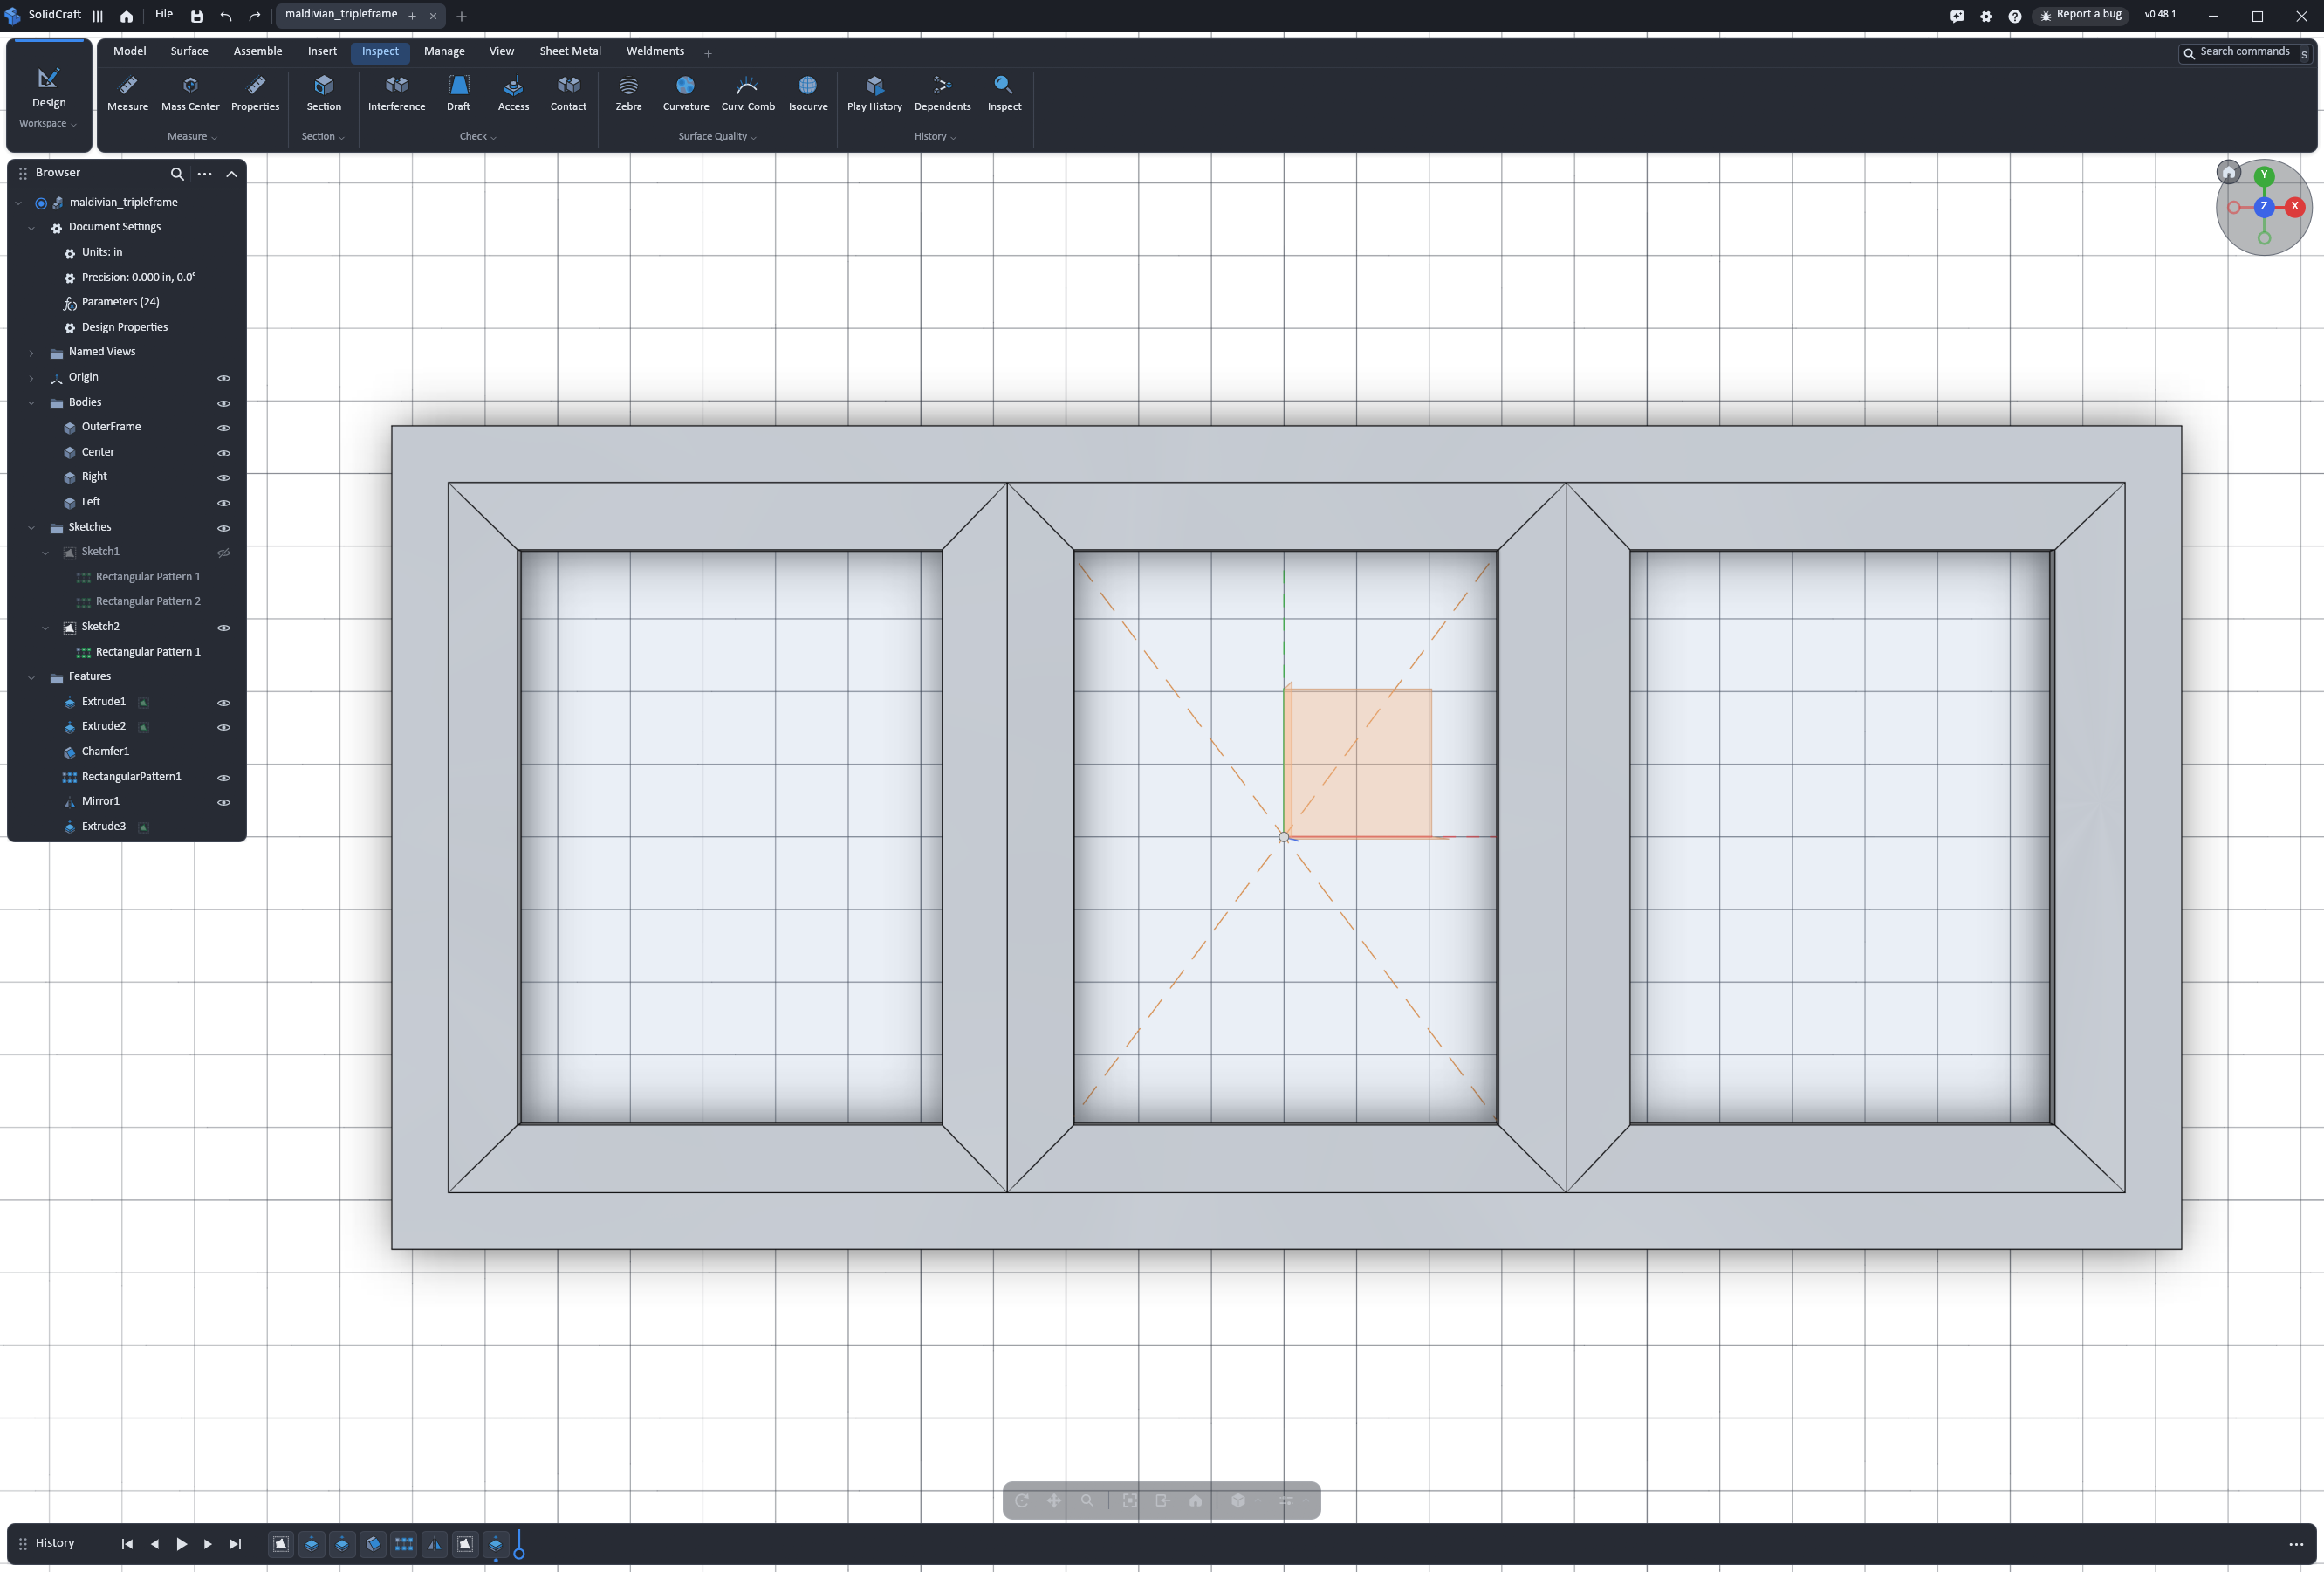 SolidCraft File maldivian_tripleframe Report a bug v0.48.1
Design
Workspace
Model Surface Assemble Insert Inspect Manage View Sheet Metal Weldments Search commands S
Measure Mass Center Properties Section Interference Draft Access Contact Zebra Curvature Curv. Comb Isocurve Play History Dependents Inspect
Measure Section Check Surface Quality History
Browser
maldivian_tripleframe
Document Settings
Units: in
Precision: 0.000 in, 0.0°
Parameters (24)
Design Properties
Named Views
Origin
Bodies
OuterFrame
Center
Right
Left
Sketches
Sketch1
Rectangular Pattern 1
Rectangular Pattern 2
Sketch2
Rectangular Pattern 1
Features
Extrude1
Extrude2
Chamfer1
RectangularPattern1
Mirror1
Extrude3
Y
Z X
History